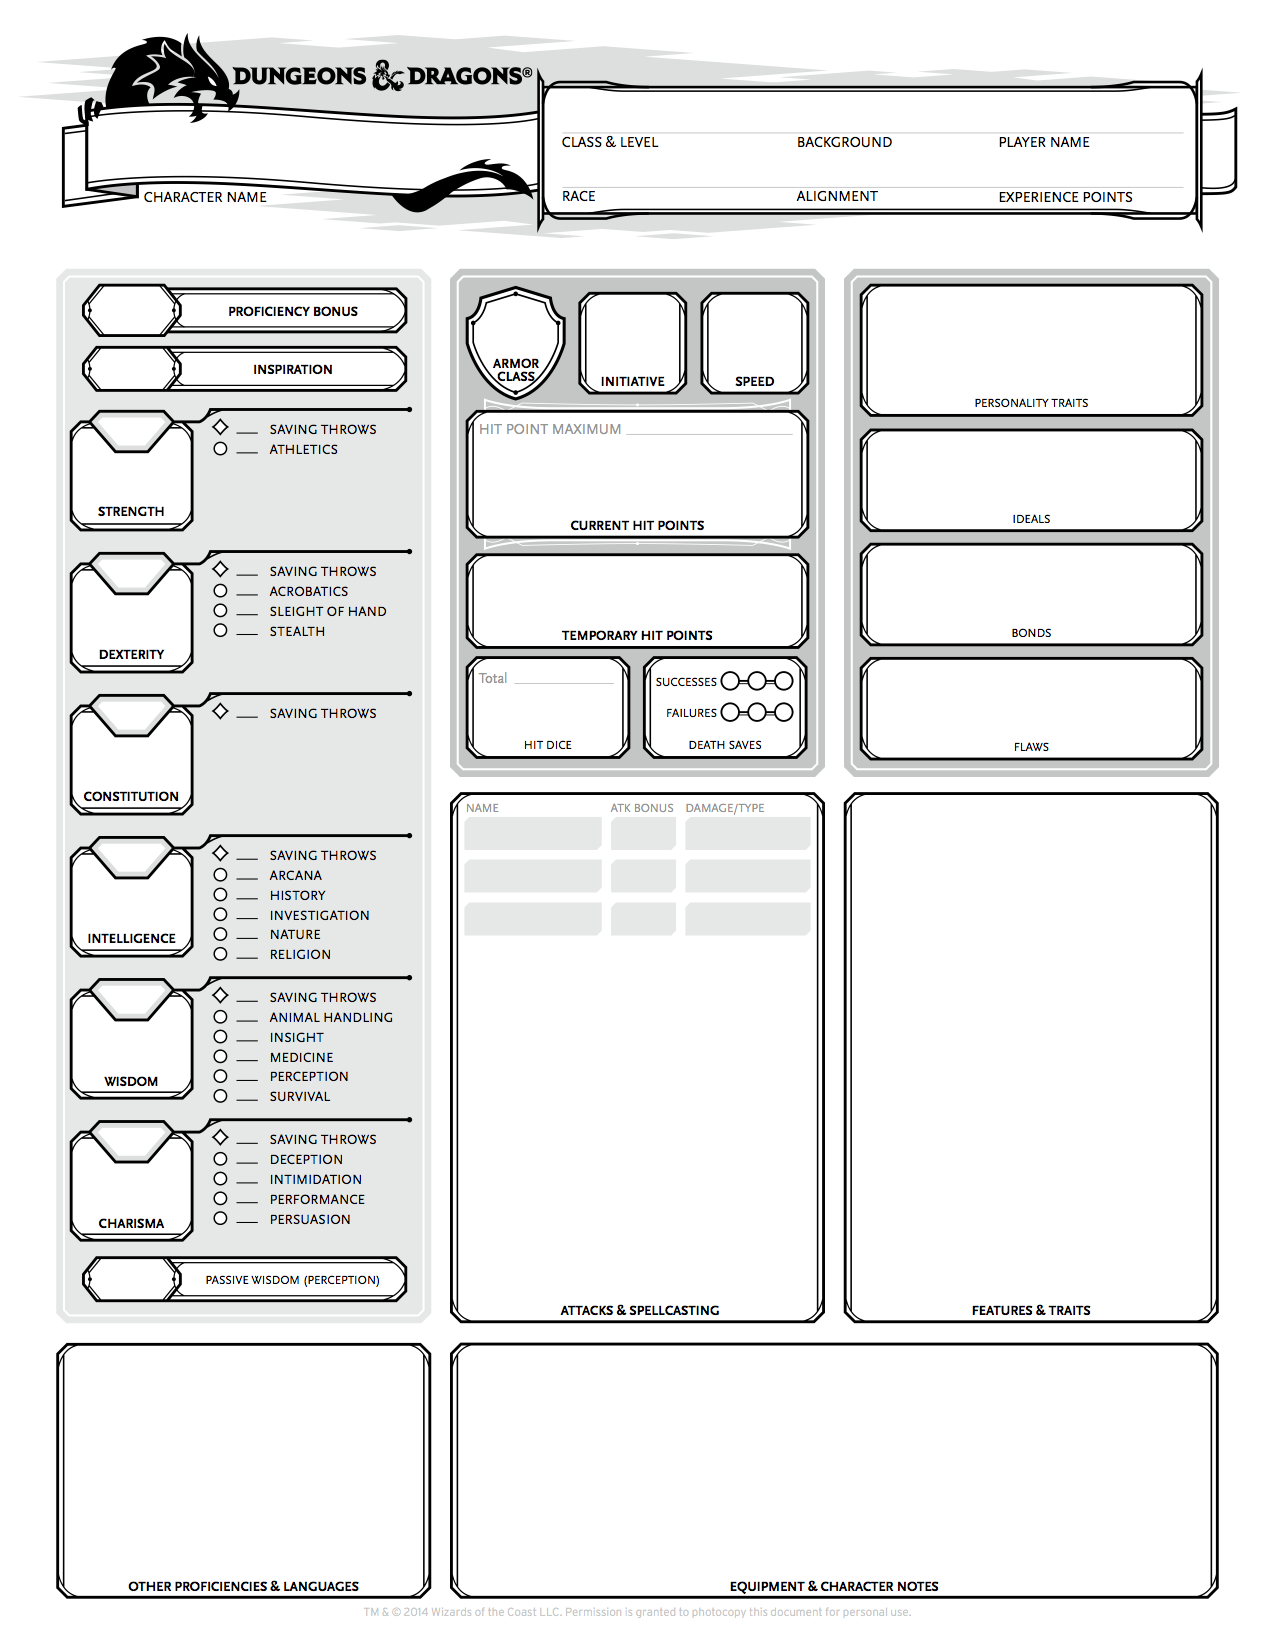 DUNGEONS & DRAGONS®
CLASS & LEVEL BACKGROUND PLAYER NAME
CHARACTER NAME
RACE ALIGNMENT EXPERIENCE POINTS
PROFICIENCY BONUS
INSPIRATION
STRENGTH
SAVING THROWS
ATHLETICS
DEXTERITY
SAVING THROWS
ACROBATICS
SLEIGHT OF HAND
STEALTH
CONSTITUTION
SAVING THROWS
INTELLIGENCE
SAVING THROWS
ARCANA
HISTORY
INVESTIGATION
NATURE
RELIGION
WISDOM
SAVING THROWS
ANIMAL HANDLING
INSIGHT
MEDICINE
PERCEPTION
SURVIVAL
CHARISMA
SAVING THROWS
DECEPTION
INTIMIDATION
PERFORMANCE
PERSUASION
PASSIVE WISDOM (PERCEPTION)
OTHER PROFICIENCIES & LANGUAGES
ARMOR
CLASS
INITIATIVE
SPEED
HIT POINT MAXIMUM
CURRENT HIT POINTS
TEMPORARY HIT POINTS
Total
HIT DICE
SUCCESSES
FAILURES
DEATH SAVES
NAME ATK BONUS DAMAGE/TYPE
ATTACKS & SPELLCASTING
PERSONALITY TRAITS
IDEALS
BONDS
FLAWS
FEATURES & TRAITS
EQUIPMENT & CHARACTER NOTES
TM & © 2014 Wizards of the Coast LLC. Permission is granted to photocopy this document for personal use.